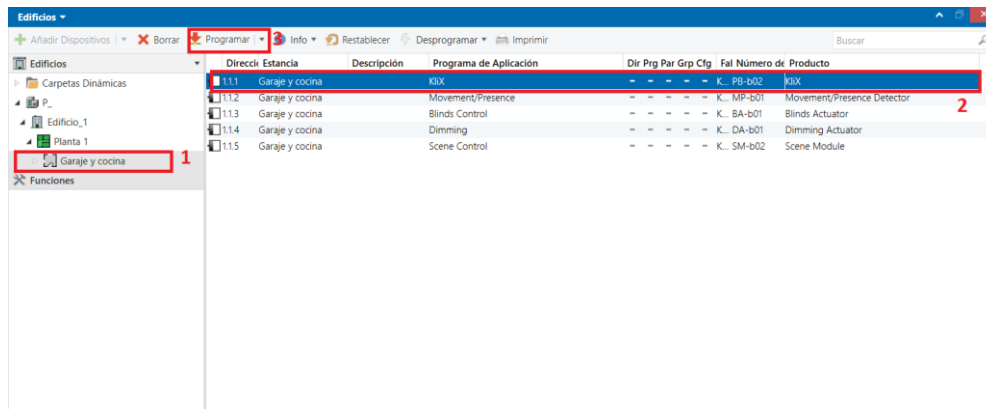 Edificios
Añadir Dispositivos Borrar Programar 3 Info Restablecer Desprogramar Imprimir Buscar
Edificios Direcció Estancia Descripción Programa de Aplicación Dir Prg Par Grp Cfg Fal Número de Producto
Carpetas Dinámicas 1.1.1 Garaje y cocina KliX - - - - - K... PB-b02 KliX
P_ 1.1.2 Garaje y cocina Movement/Presence - - - - - K... MP-b01 Movement/Presence Detector 2
Edificio_1 1.1.3 Garaje y cocina Blinds Control - - - - - K... BA-b01 Blinds Actuator
Planta 1 1.1.4 Garaje y cocina Dimming - - - - - K... DA-b01 Dimming Actuator
Garaje y cocina 1 1.1.5 Garaje y cocina Scene Control - - - - - K... SM-b02 Scene Module
Funciones